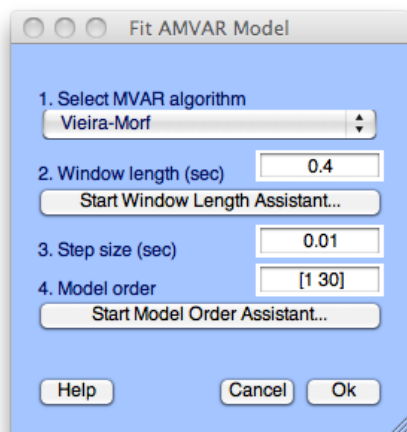 Fit AMVAR Model
1. Select MVAR algorithm
Vieira-Morf
2. Window length (sec) 0.4
Start Window Length Assistant...
3. Step size (sec) 0.01
4. Model order [1 30]
Start Model Order Assistant...
Help Cancel Ok